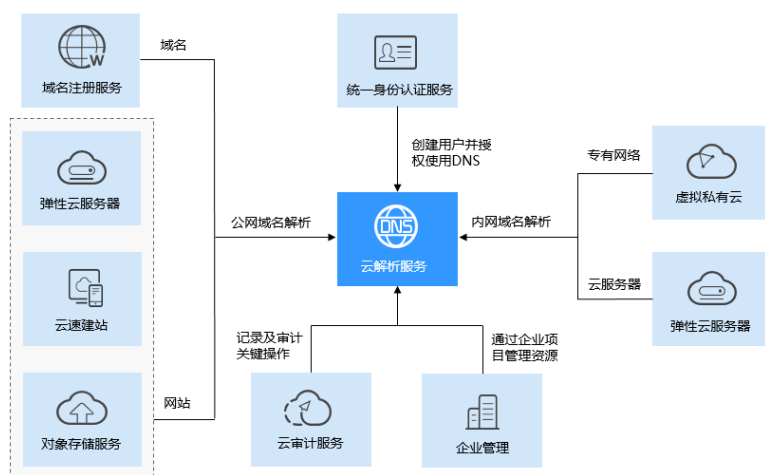 域名注册服务
W
域名
统一身份认证服务
创建用户并授
权使用DNS
弹性云服务器
公网域名解析
DNS
云解析服务
内网域名解析
专有网络
虚拟私有云
云服务器
弹性云服务器
云速建站
对象存储服务
网站
记录及审计
关键操作
云审计服务
通过企业项
目管理资源
企业管理